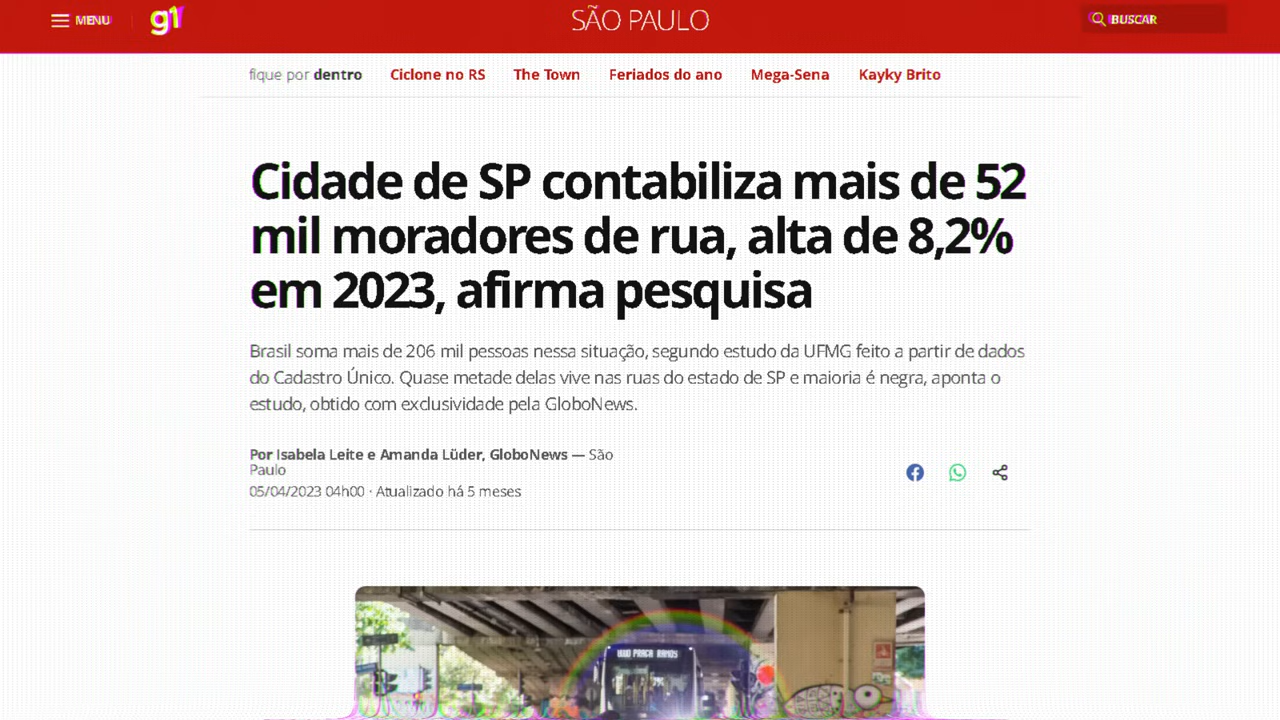 MENU
g1
SÃO PAULO
BUSCAR
fique por dentro
Ciclone no RS
The Town
Feriados do ano
Mega-Sena
Kayky Brito
Cidade de SP contabiliza mais de 52
mil moradores de rua, alta de 8,2%
em 2023, afirma pesquisa
Brasil soma mais de 206 mil pessoas nessa situação, segundo estudo da UFMG feito a partir de dados
do Cadastro Único. Quase metade delas vive nas ruas do estado de SP e maioria é negra, aponta o
estudo, obtido com exclusividade pela GloboNews.
Por Isabela Leite e Amanda Lüder, GloboNews — São
Paulo
05/04/2023 04h00 · Atualizado há 5 meses
PRAÇA RAMOS